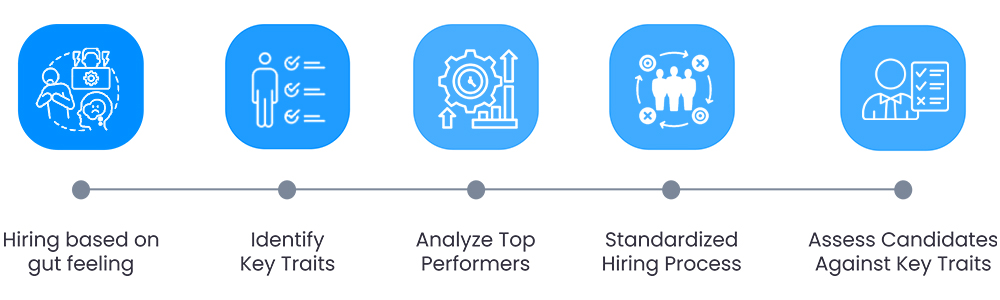 Hiring based on
gut feeling
Identify
Key Traits
Analyze Top
Performers
Standardized
Hiring Process
Assess Candidates
Against Key Traits